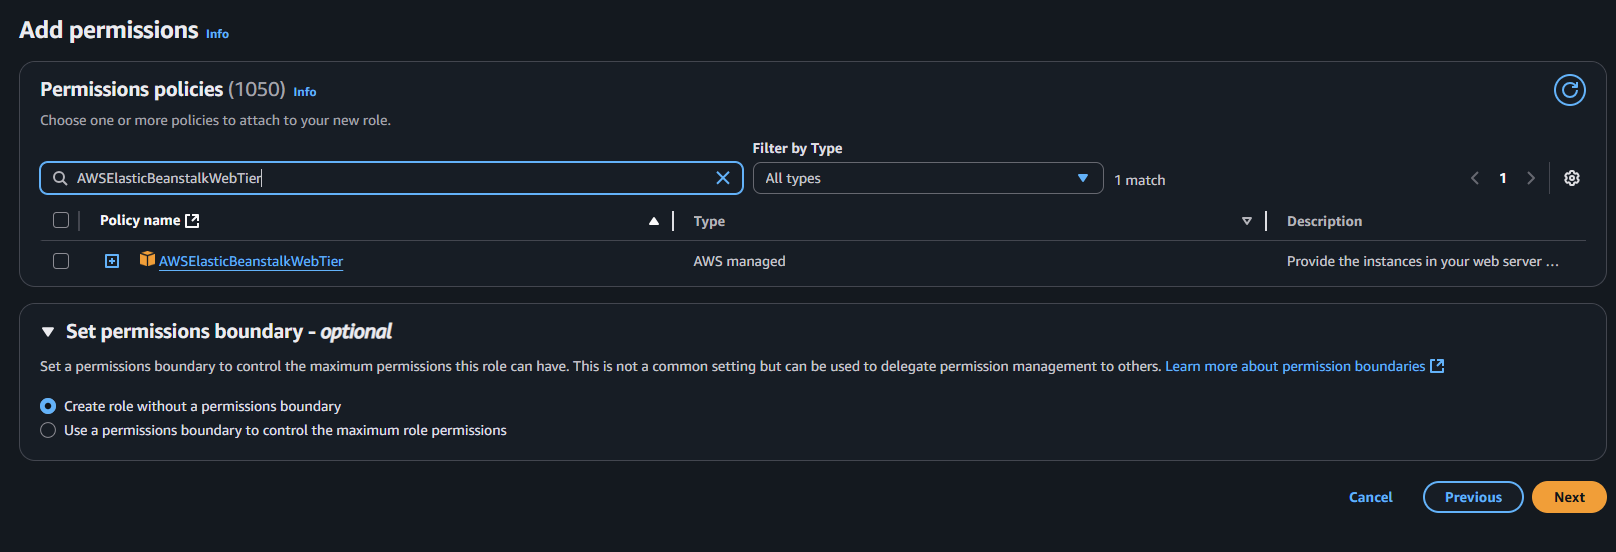 Add permissions Info
Permissions policies (1050) Info
Choose one or more policies to attach to your new role.
Filter by Type
AWSElasticBeanstalkWebTier
All types
1 match
1
Policy name
Type
Description
AWSElasticBeanstalkWebTier
AWS managed
Provide the instances in your web server ...
Set permissions boundary - optional
Set a permissions boundary to control the maximum permissions this role can have. This is not a common setting but can be used to delegate permission management to others. Learn more about permission boundaries
Create role without a permissions boundary
Use a permissions boundary to control the maximum role permissions
Cancel
Previous
Next